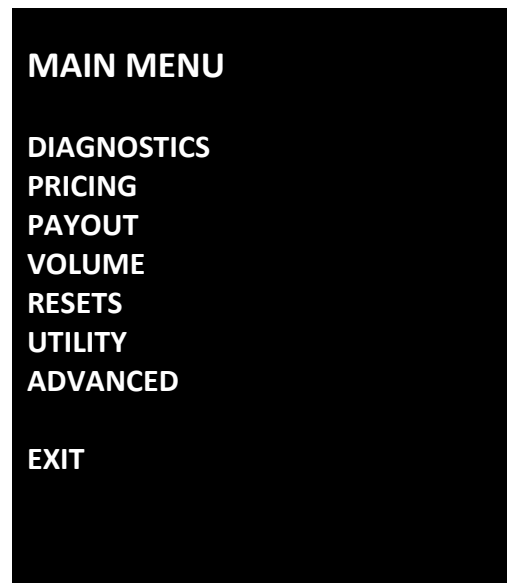 MAIN MENU
DIAGNOSTICS
PRICING
PAYOUT
VOLUME
RESETS
UTILITY
ADVANCED
EXIT